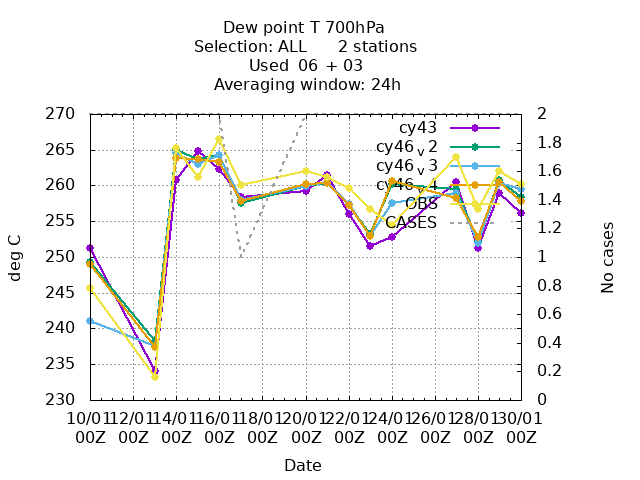 Dew point T 700hPa
Selection: ALL 2 stations
Used 06 + 03
Averaging window: 24h
270 2
265 1.8
260 1.6
255 1.4
250 1.2
245 1
240 0.8
235 0.6
230 0.4
0.2
0
cy43
cy46_v2
cy46_v3
OBS
CASES
deg C
No cases
10/01 12/01 14/01 16/01 18/01 20/01 22/01 24/01 26/01 28/01 30/01
00Z 00Z 00Z 00Z 00Z 00Z 00Z 00Z 00Z 00Z 00Z
Date